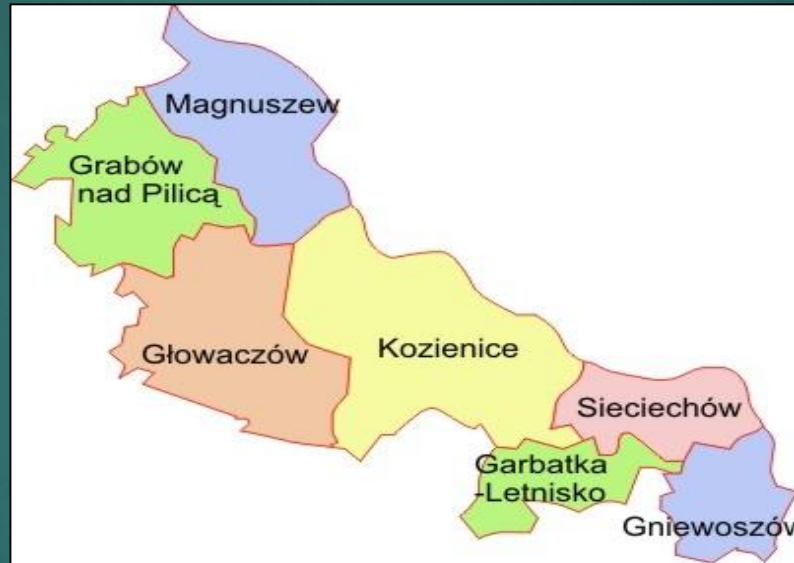 Magnuszew
Grabów
nad Pilicą
Głowaczów
Kozienice
Sieciechów
Garbatka
-Letnisko
Gniewoszów